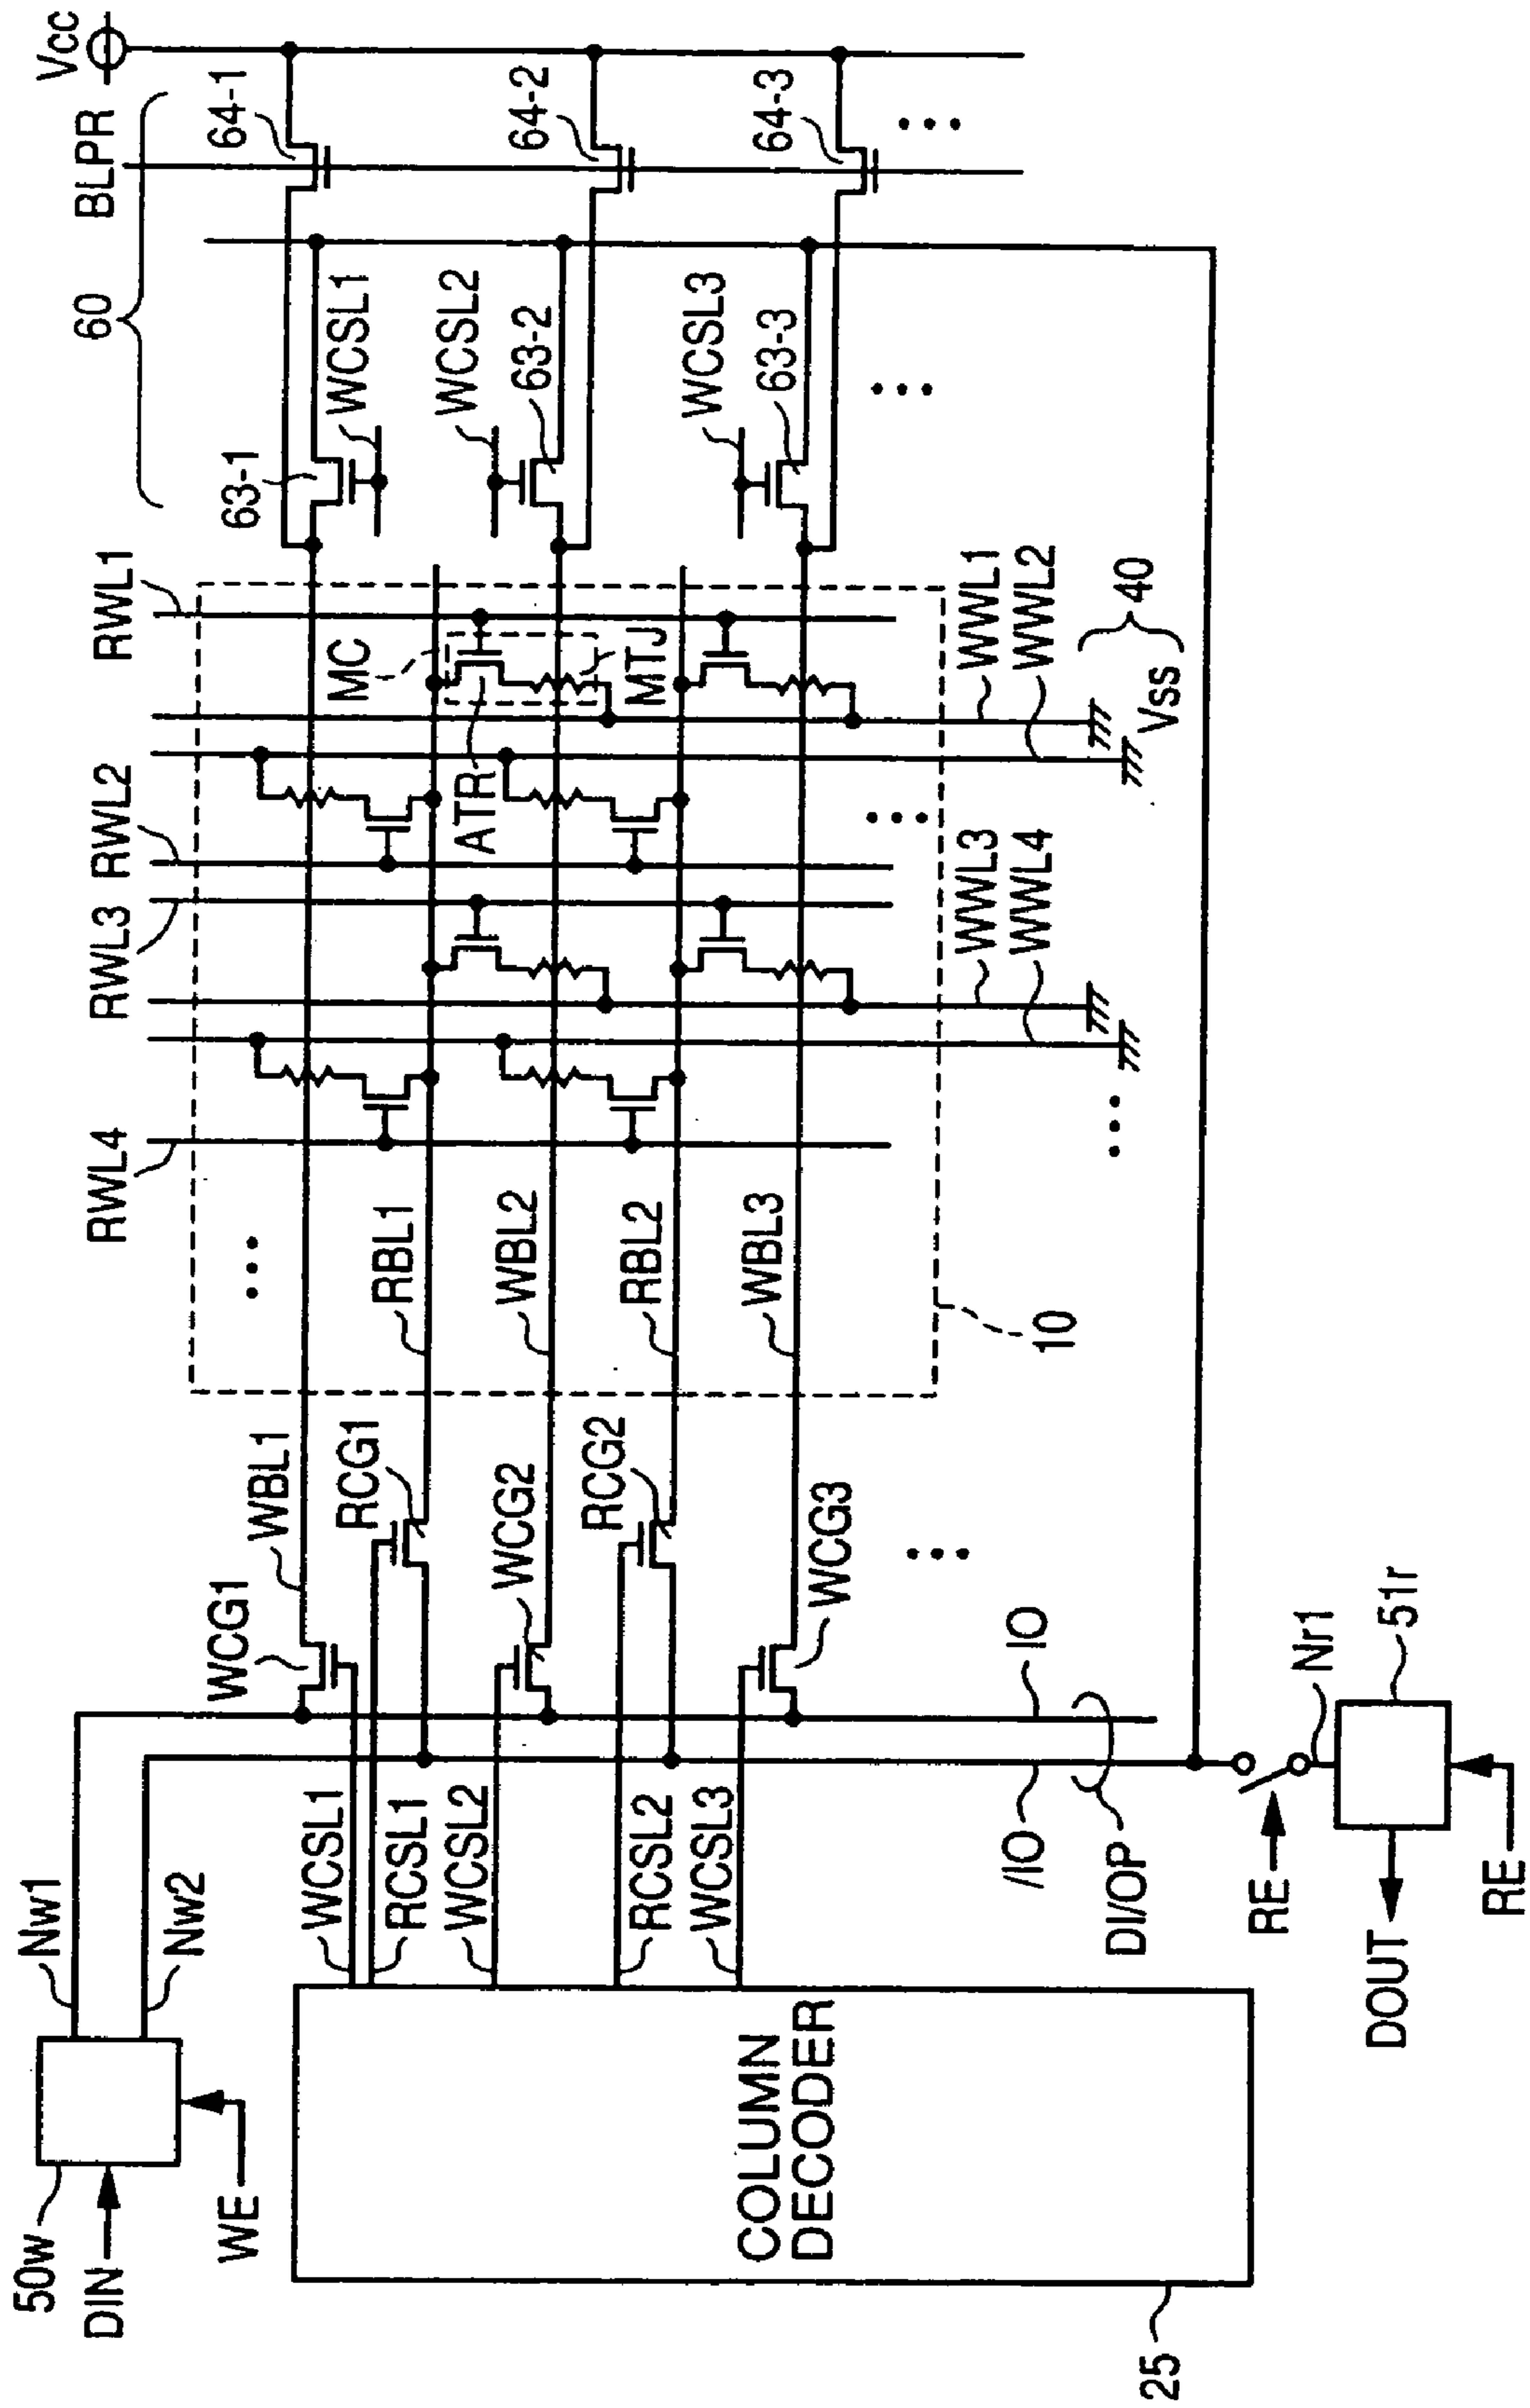 50w
DIN
WE
Nw1
Nw2
25
COLUMN
DECODER
WCSL1
RCSL1
WCSL2
RCSL2
WCSL3
/IO
IO
DI/OP
RE
DOUT
RE
Nr1
51r
WCG1
WBL1
RCG1
WCG2
RCG2
WCG3
RBL1
WBL2
RBL2
WBL3
10
RWL4
RWL3
RWL2
RWL1
WWL3
WWL4
WWL1
WWL2
40
Vss
MC
ATR
MTJ
63-1
WCSL1
WCSL2
63-2
WCSL3
63-3
60
BLPR
64-1
64-2
64-3
Vcc